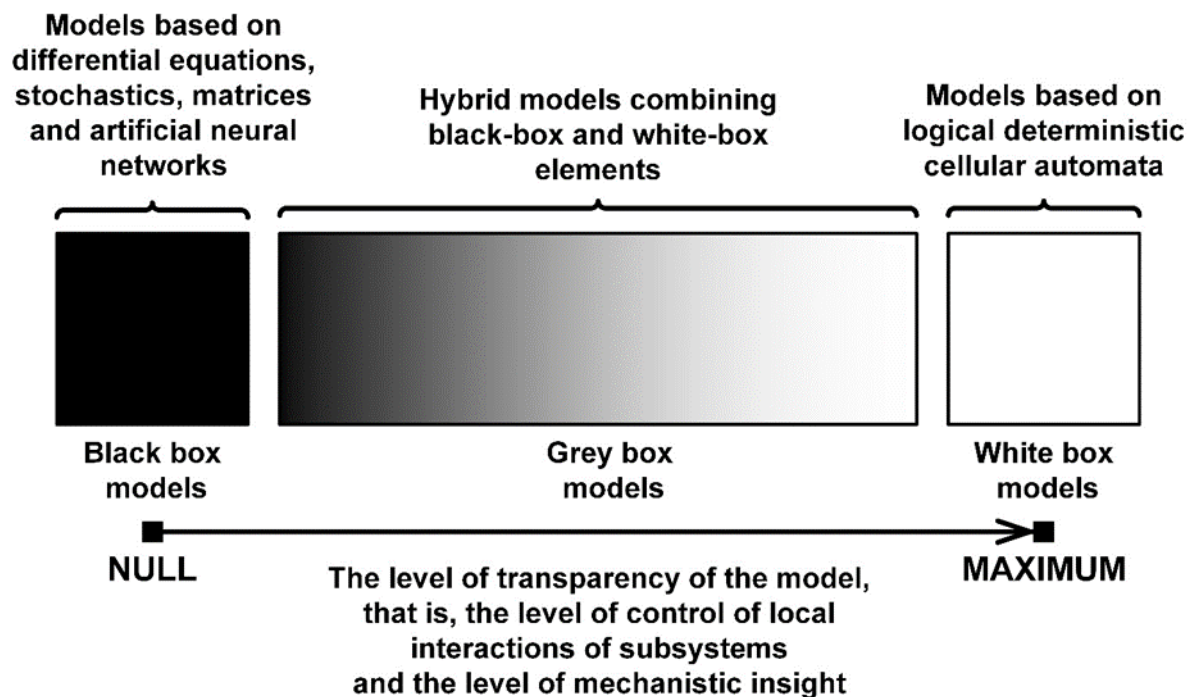 Models based on
differential equations,
stochastics, matrices
and artificial neural
networks
Hybrid models combining
black-box and white-box
elements
Models based on
logical deterministic
cellular automata
Black box
models
Grey box
models
White box
models
NULL
MAXIMUM
The level of transparency of the model,
that is, the level of control of local
interactions of subsystems
and the level of mechanistic insight